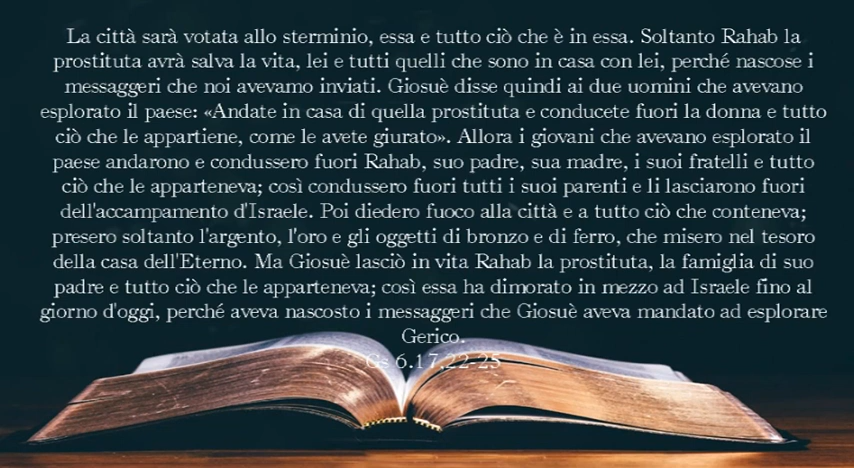 La città sarà votata allo sterminio, essa e tutto ciò che è in essa. Soltanto Rahab la
prostituta avrà salva la vita, lei e tutti quelli che sono in casa con lei, perché nascose i
messaggeri che noi avevamo inviati. Giosuè disse quindi ai due uomini che avevano
esplorato il paese: «Andate in casa di quella prostituta e conducete fuori la donna e tutto
ciò che le appartiene, come le avete giurato». Allora i giovani che avevano esplorato il
paese andarono e condussero fuori Rahab, suo padre, sua madre, i suoi fratelli e tutto
ciò che le apparteneva; così condussero fuori tutti i suoi parenti e li lasciarono fuori
dell'accampamento d'Israele. Poi diedero fuoco alla città e a tutto ciò che conteneva;
presero soltanto l'argento, l'oro e gli oggetti di bronzo e di ferro, che misero nel tesoro
della casa dell'Eterno. Ma Giosuè lasciò in vita Rahab la prostituta, la famiglia di suo
padre e tutto ciò che le apparteneva; così essa ha dimorato in mezzo ad Israele fino al
giorno d'oggi, perché aveva nascosto i messaggeri che Giosuè aveva mandato ad esplorare
Gerico.
Gs 6.17,22-25